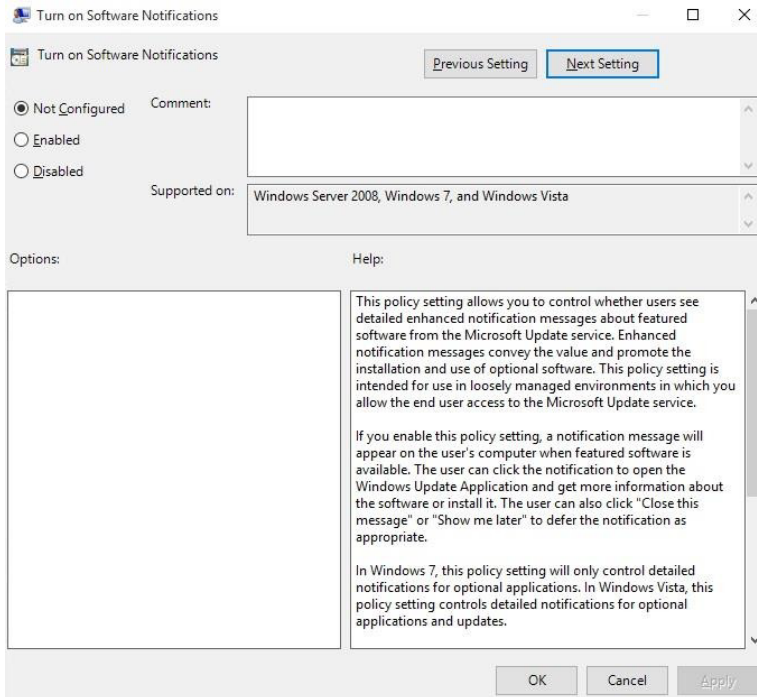 Turn on Software Notifications
Turn on Software Notifications
Previous Setting
Next Setting
Not Configured
Comment:
Enabled
Disabled
Supported on:
Windows Server 2008, Windows 7, and Windows Vista
Options:
Help:
This policy setting allows you to control whether users see
detailed enhanced notification messages about featured
software from the Microsoft Update service. Enhanced
notification messages convey the value and promote the
installation and use of optional software. This policy setting is
intended for use in loosely managed environments in which you
allow the end user access to the Microsoft Update service.
If you enable this policy setting, a notification message will
appear on the user's computer when featured software is
available. The user can click the notification to open the
Windows Update Application and get more information about
the software or install it. The user can also click "Close this
message" or "Show me later" to defer the notification as
appropriate.
In Windows 7, this policy setting will only control detailed
notifications for optional applications. In Windows Vista, this
policy setting controls detailed notifications for optional
applications and updates.
OK
Cancel
Apply